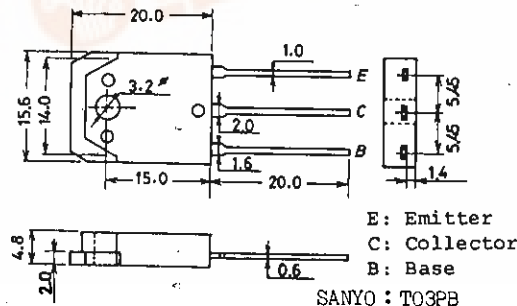 20.0
1.0
E
15.6
14.0
3.2ø
C
2.0
B
1.6
15.0
20.0
5.45
5.45
1.4
4.8
2.0
0.6
E: Emitter
C: Collector
B: Base
SANYO : TO3PB